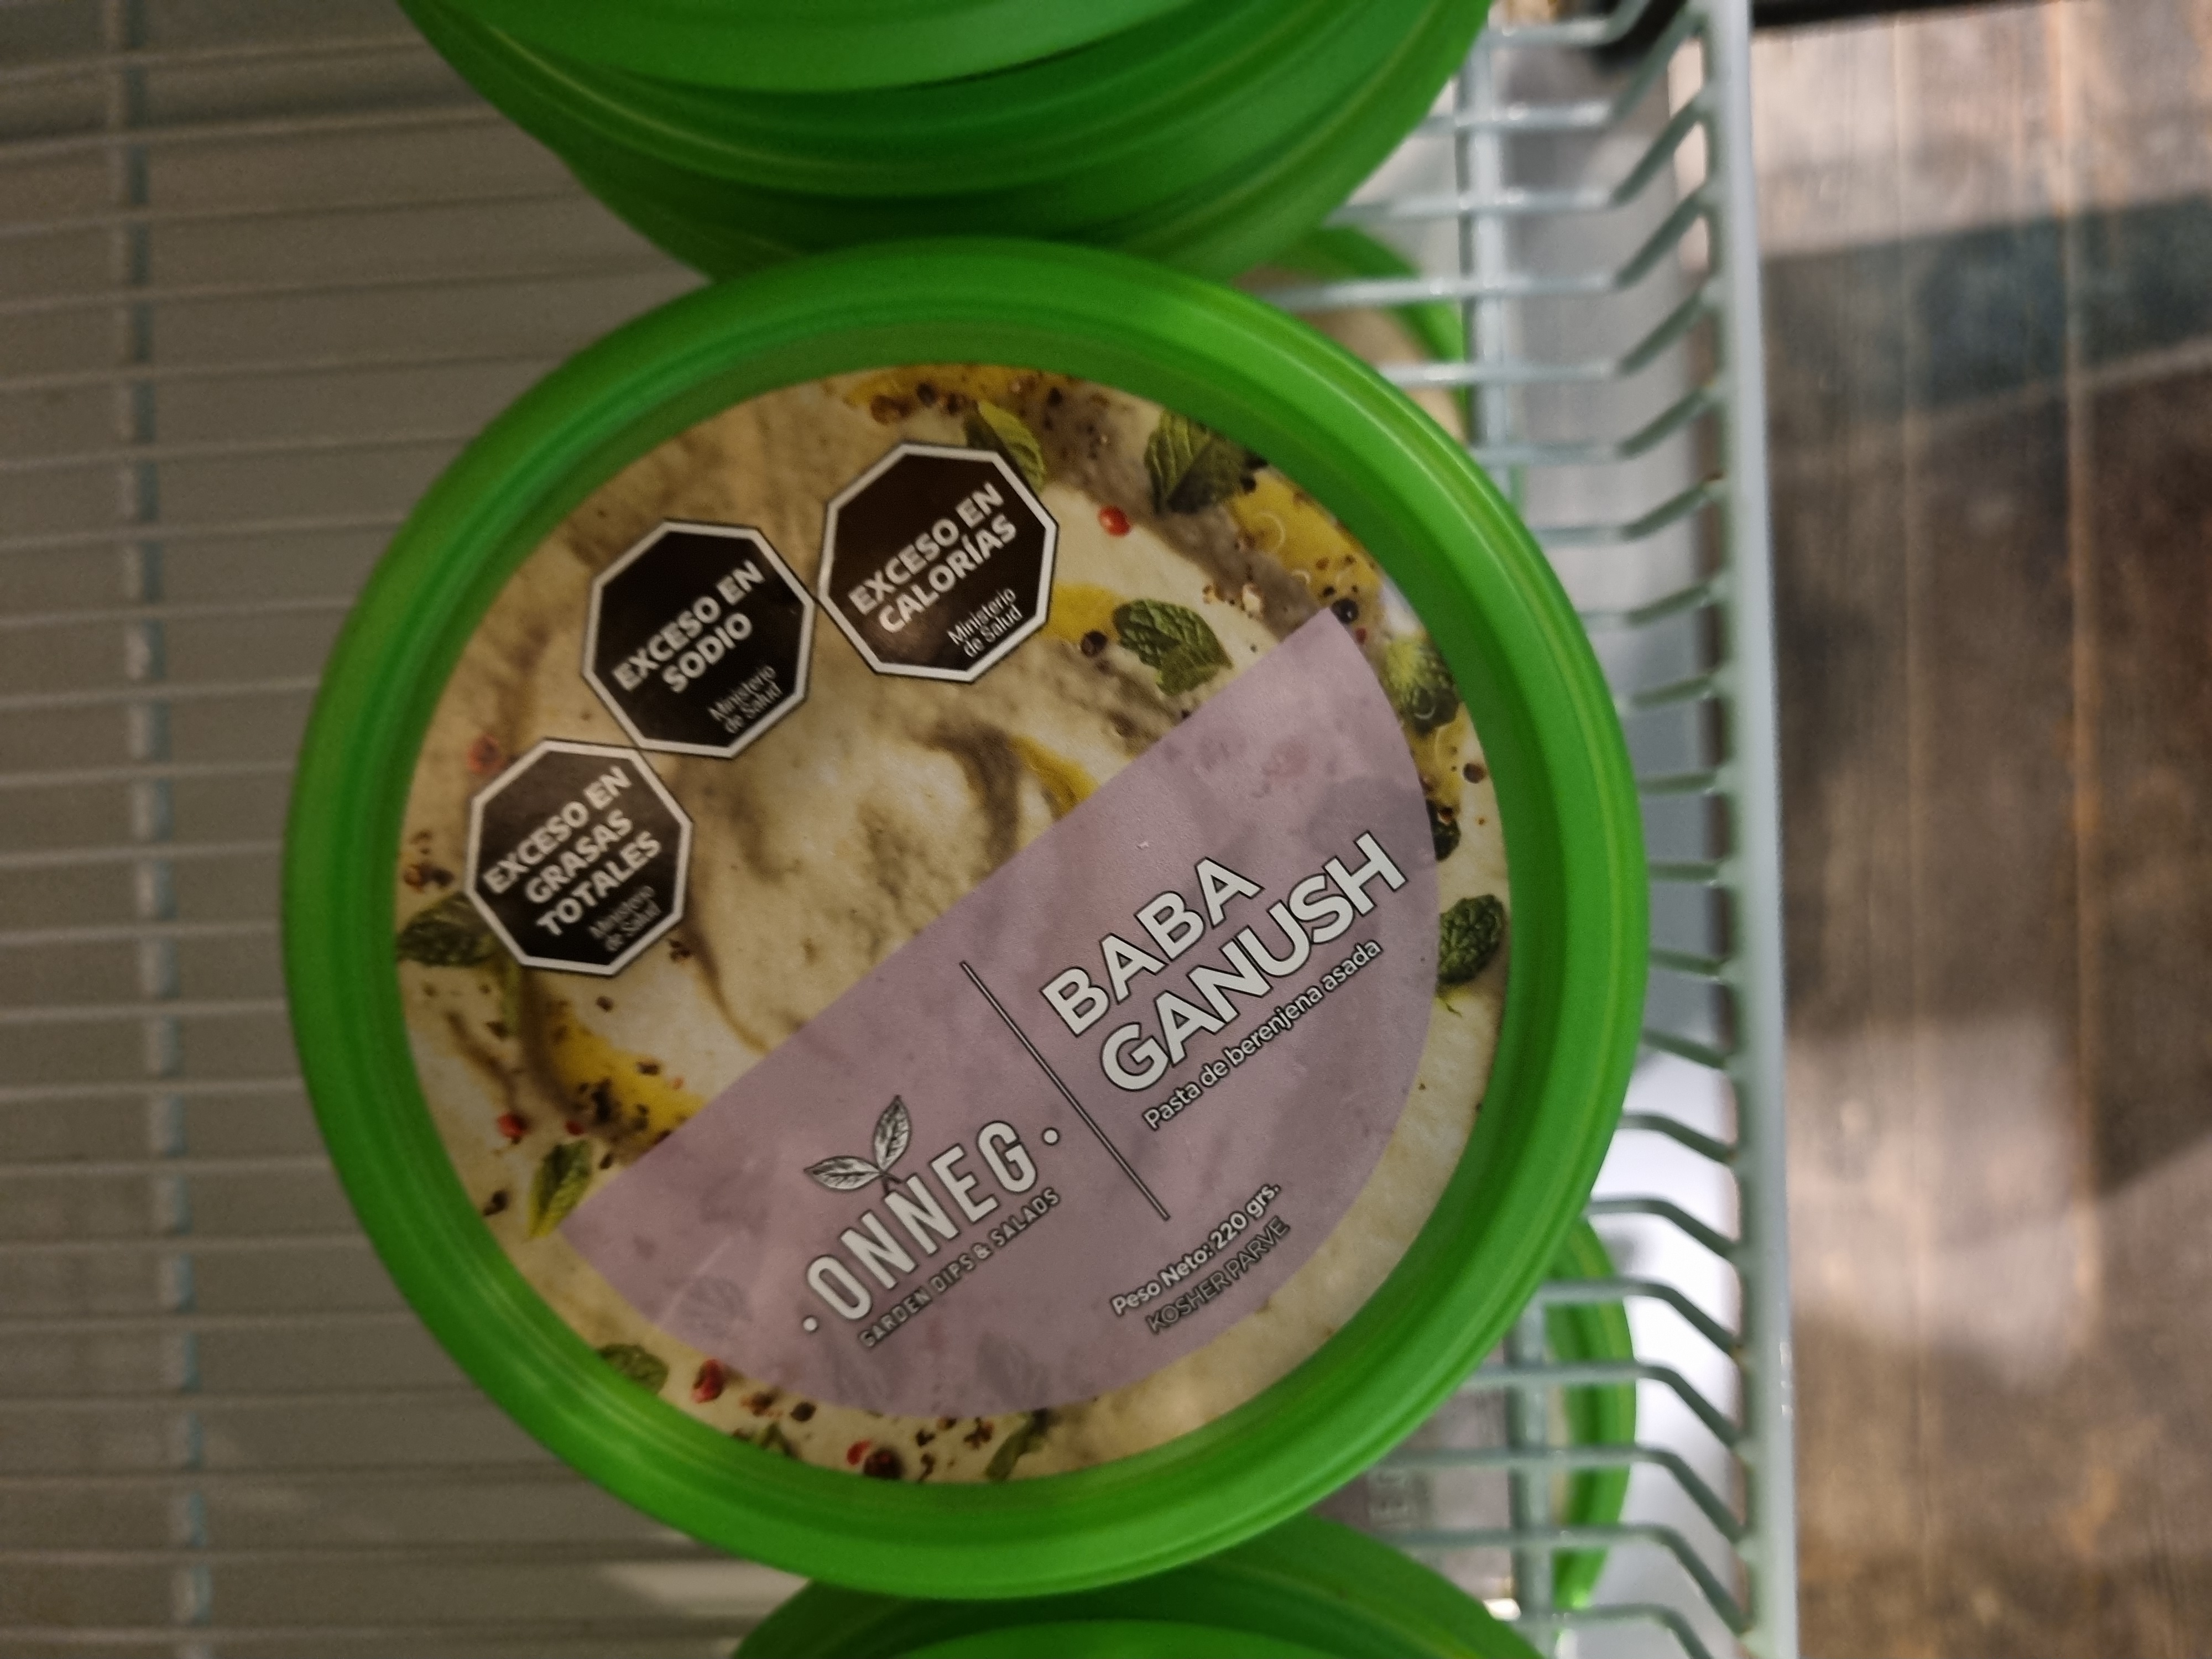 EXCESO EN
GRASAS
TOTALES
Ministerio
de Salud
EXCESO EN
SODIO
Ministerio
de Salud
EXCESO EN
CALORÍAS
Ministerio
de Salud
ONNEG
GARDEN DIPS & SALADS
BABA
GANUSH
Pasta de berenjena asada
Peso Neto: 220 grs.
KOSHER PARVE